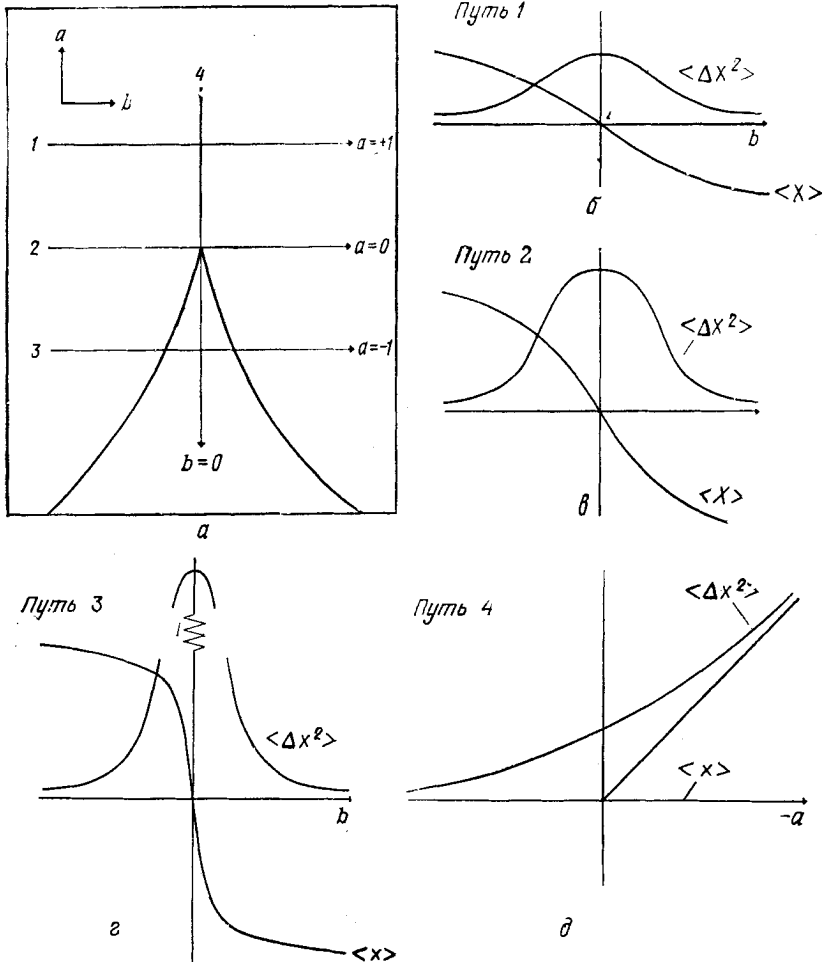 a
b
4
1
a=+1
2
a=0
3
a=-1
b=0
а
Путь 1
<ΔX²>
b
<X>
б
Путь 2
<ΔX²>
<X>
в
Путь 3
<Δx²>
b
<x>
г
Путь 4
<Δx²>
<x>
-a
д